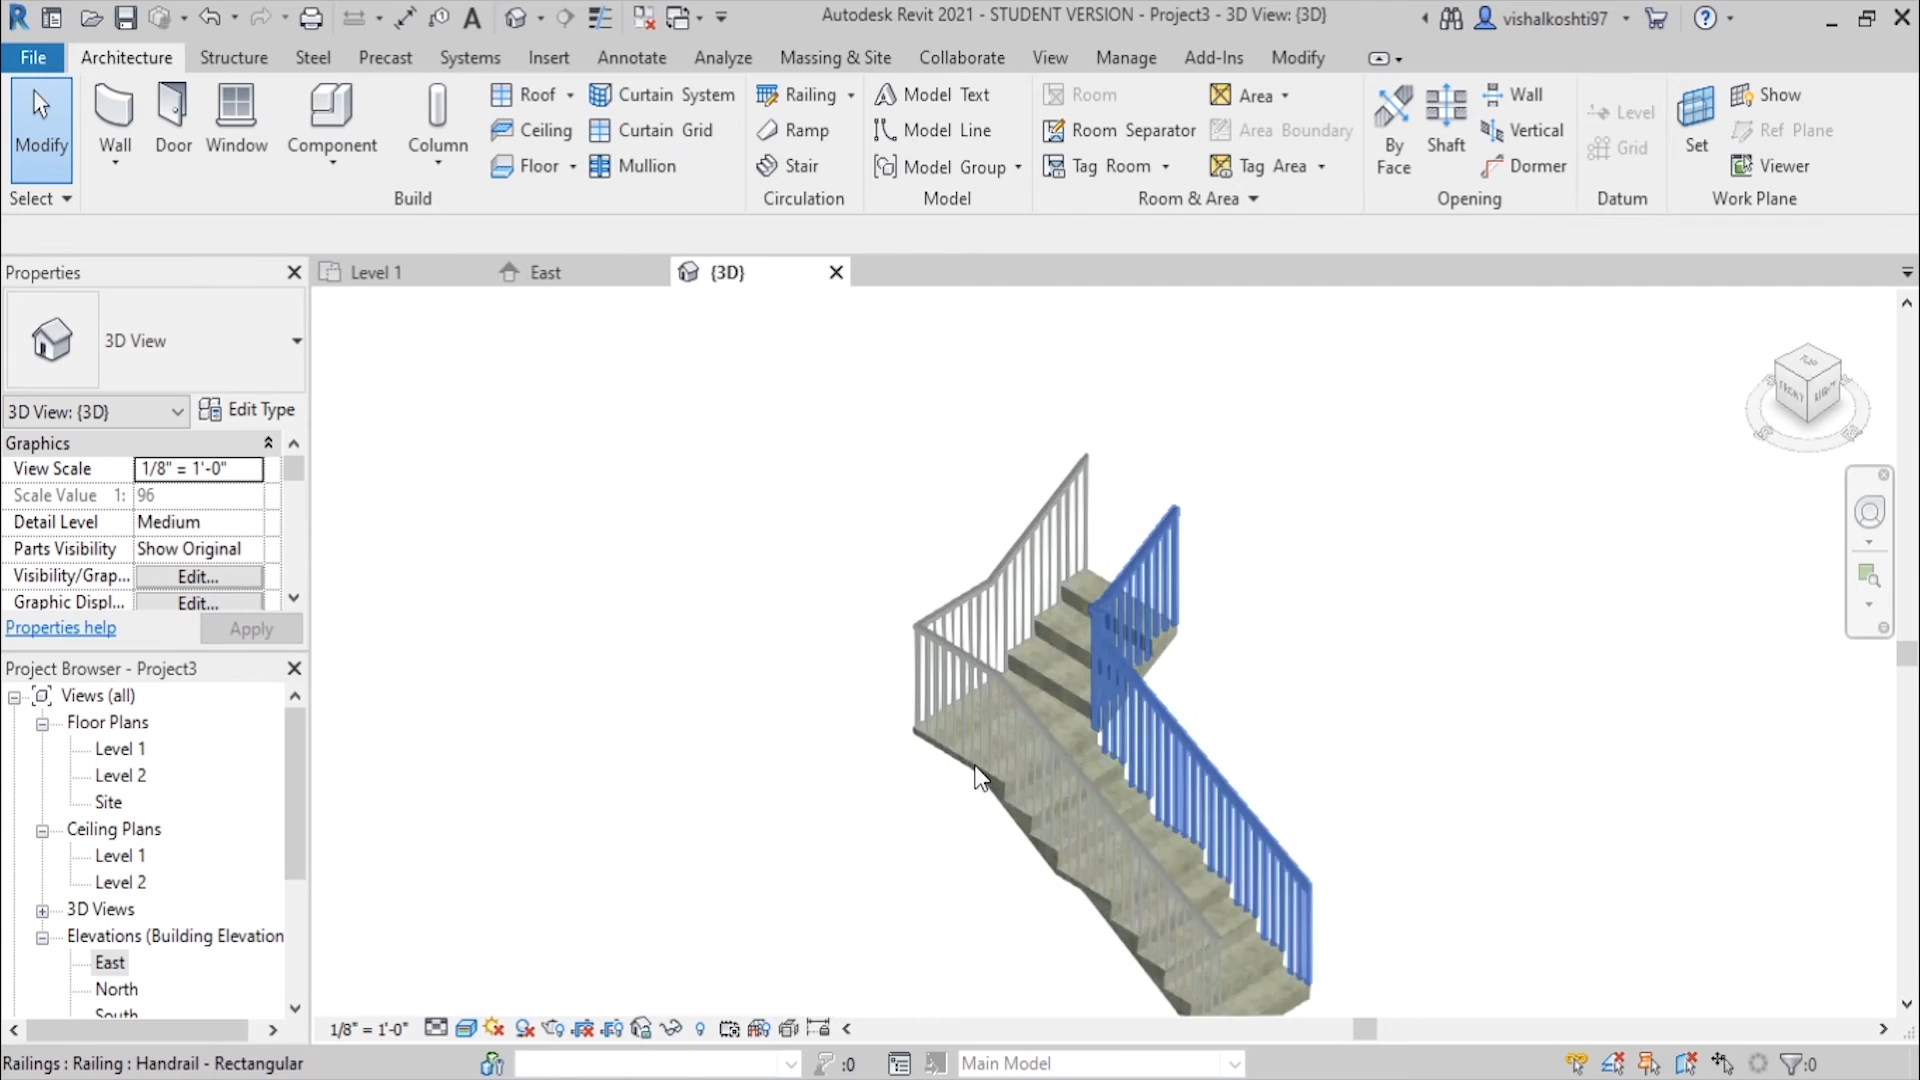 Autodesk Revit 2021 - STUDENT VERSION - Project3 - 3D View: {3D}
vishalkoshti97
File Architecture Structure Steel Precast Systems Insert Annotate Analyze Massing & Site Collaborate View Manage Add-Ins Modify
Modify
Select
Wall
Door
Window
Component
Column
Roof
Ceiling
Floor
Curtain System
Curtain Grid
Mullion
Build
Railing
Ramp
Stair
Circulation
Model Text
Model Line
Model Group
Model
Room
Room Separator
Tag Room
Area
Area Boundary
Tag Area
Room & Area
By
Face
Shaft
Wall
Vertical
Dormer
Opening
Level
Grid
Datum
Set
Show
Ref Plane
Viewer
Work Plane
Properties
Level 1
East
{3D}
3D View
3D View: {3D}
Edit Type
Graphics
View Scale 1/8" = 1'-0"
Scale Value 1: 96
Detail Level Medium
Parts Visibility Show Original
Visibility/Grap... Edit...
Graphic Displ... Edit...
Properties help
Apply
Project Browser - Project3
Views (all)
Floor Plans
Level 1
Level 2
Site
Ceiling Plans
Level 1
Level 2
3D Views
Elevations (Building Elevation
East
North
South
TOP
FRONT
RIGHT
1/8" = 1'-0"
Railings : Railing : Handrail - Rectangular
:0
Main Model
:0